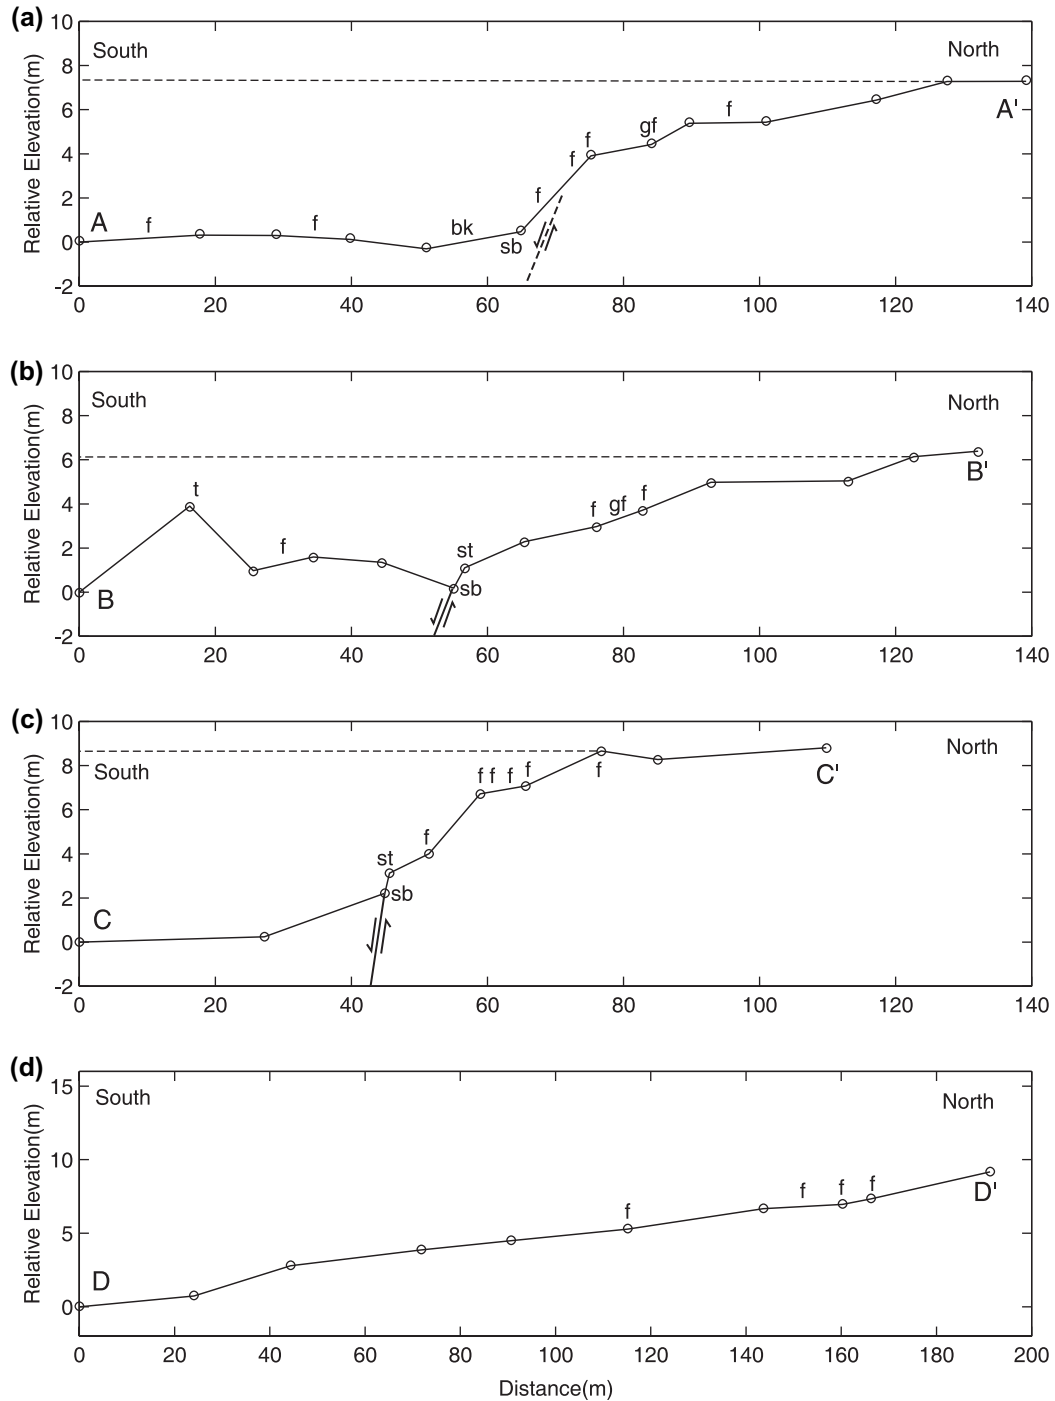 (a)
10
8
6
4
2
0
-2
Relative Elevation(m)
South
North
A
A'
f
f
bk
sb
f
f
f
gf
f
0 20 40 60 80 100 120 140
(b)
10
8
6
4
2
0
-2
Relative Elevation(m)
South
North
B
B'
t
f
st
sb
f
gf
f
0 20 40 60 80 100 120 140
(c)
10
8
6
4
2
0
-2
Relative Elevation(m)
South
North
C
C'
st
sb
f
f f f f
f
0 20 40 60 80 100 120 140
(d)
15
10
5
0
Relative Elevation(m)
South
North
D
D'
f
f
f
f
0 20 40 60 80 100 120 140 160 180 200
Distance(m)